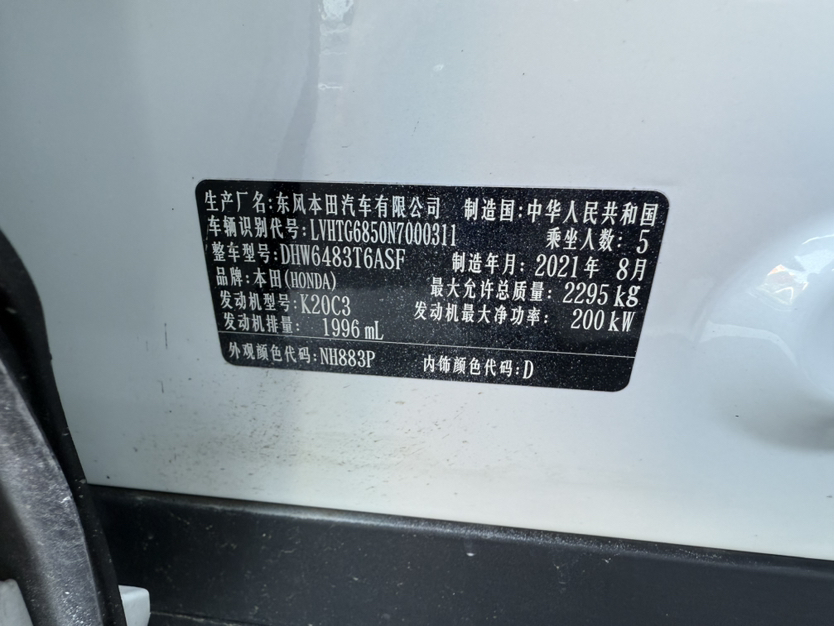 生产厂名:东风本田汽车有限公司 制造国:中华人民共和国
车辆识别代号:LVHTG6850N7000311 乘坐人数: 5
整车型号:DHW6483T6ASF 制造年月: 2021年 8月
品牌:本田(HONDA) 最大允许总质量: 2295kg
发动机型号:K20C3 发动机最大净功率: 200kW
发动机排量: 1996mL
外观颜色代码:NH883P 内饰颜色代码:D